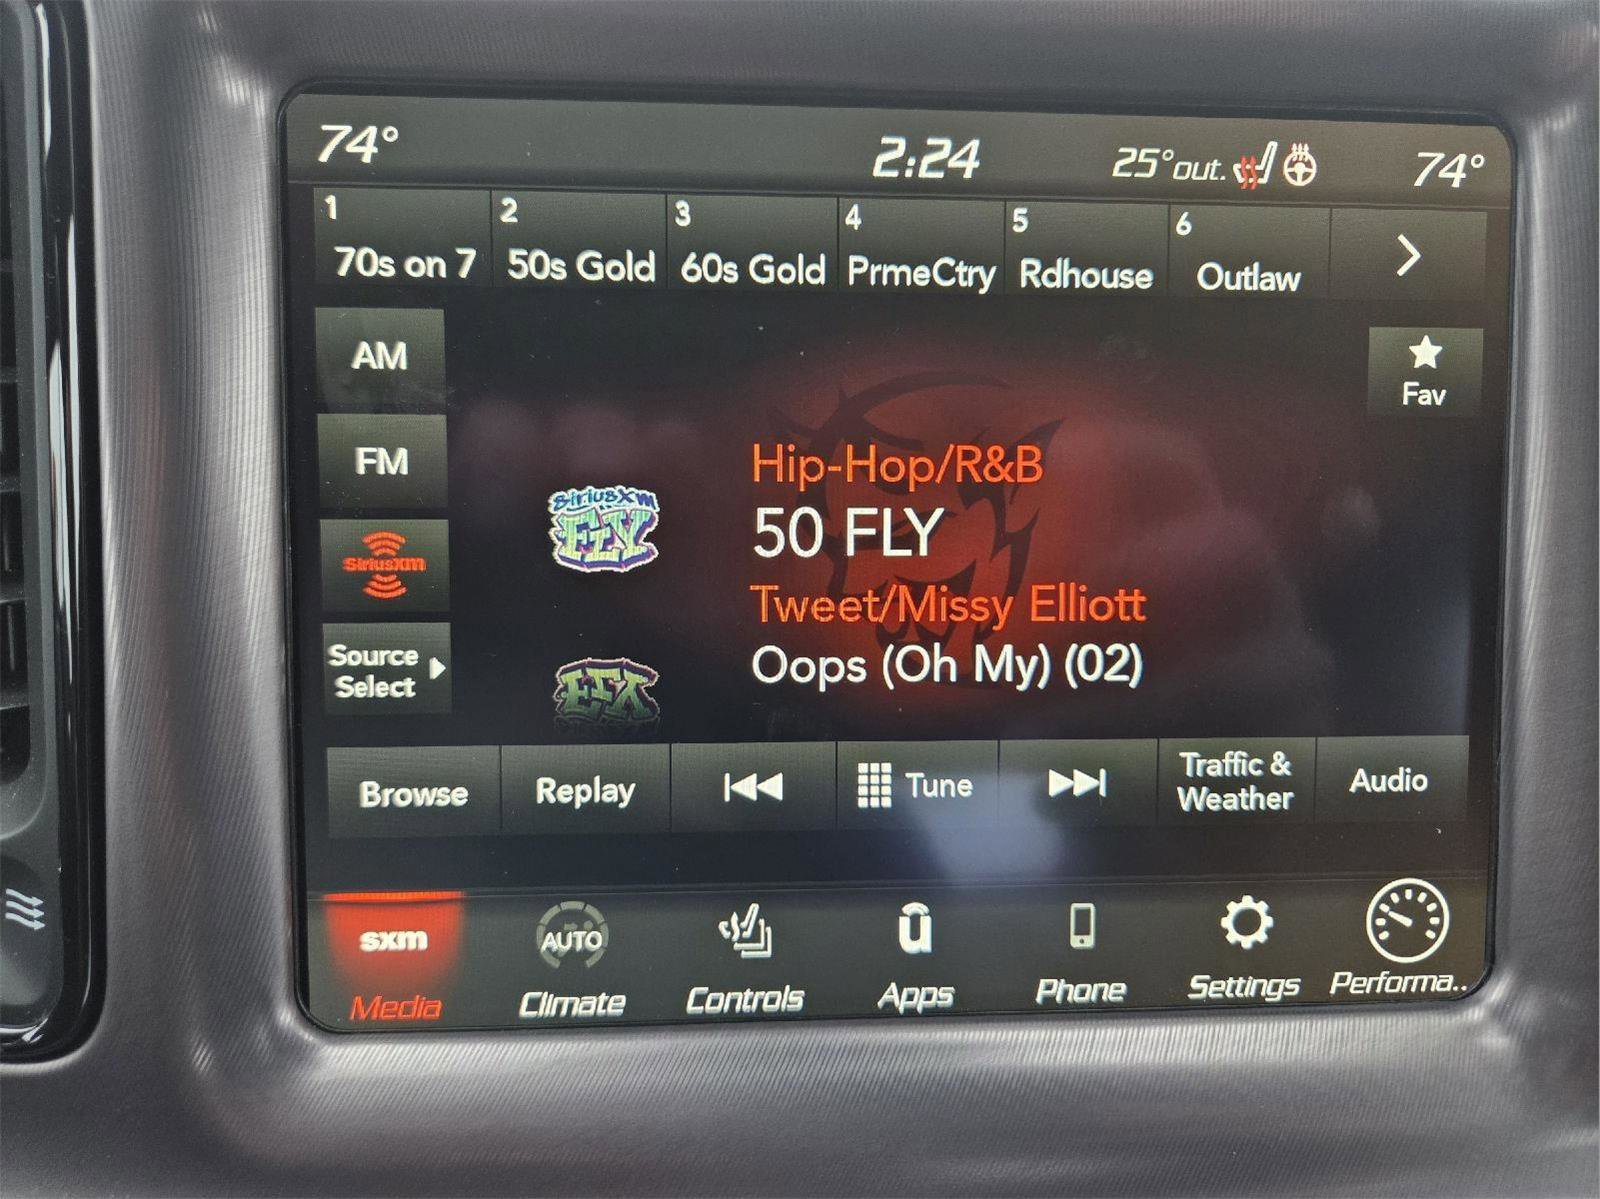 74° 2:24 25° out. 74°
1 2 3 4 5 6
70s on 7 50s Gold 60s Gold PrmeCtry Rdhouse Outlaw
AM
Fav
FM
Hip-Hop/R&B
siriusxm
FLY
50 FLY
SiriusXM
Tweet/Missy Elliott
Source
Select
Oops (Oh My) (02)
Browse Replay Tune Traffic &
Weather Audio
sxm AUTO u
Media Climate Controls Apps Phone Settings Performa..